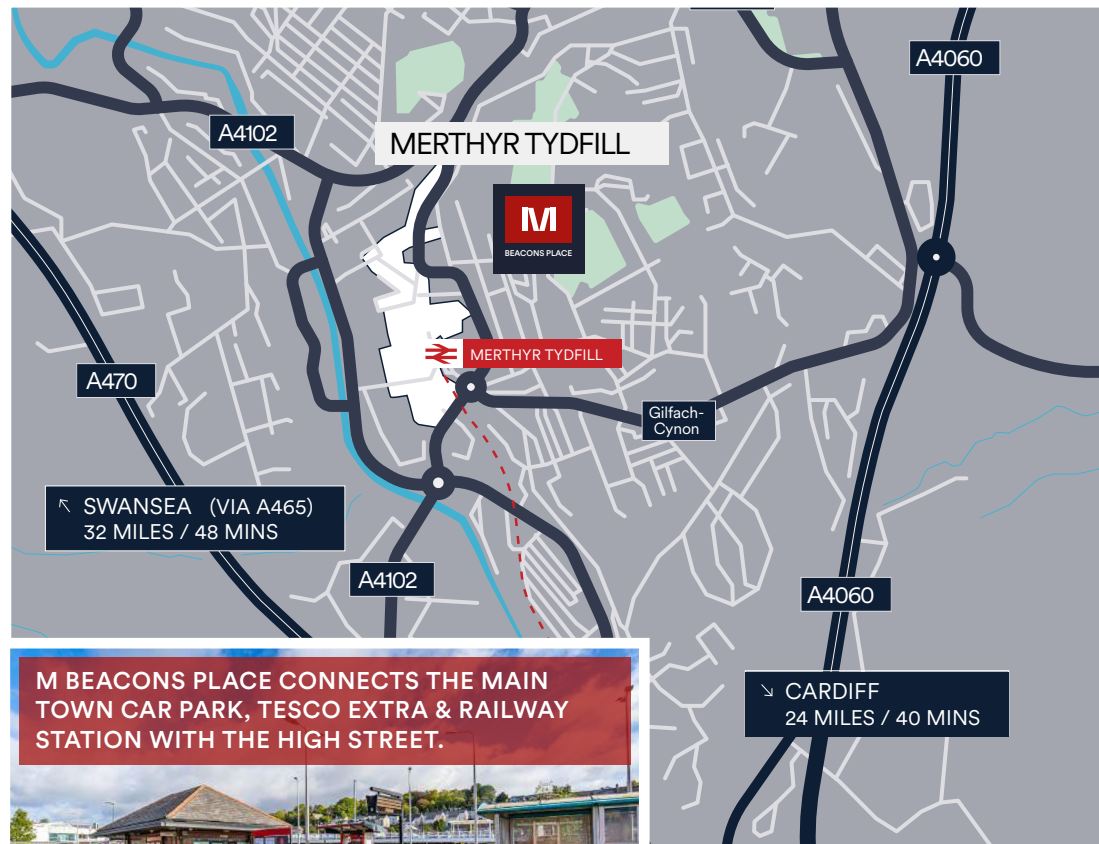 A4060
A4102
MERTHYR TYDFILL
M
BEACONS PLACE
MERTHYR TYDFILL
A470
Gilfach-
Cynon
SWANSEA (VIA A465)
32 MILES / 48 MINS
A4102
A4060
CARDIFF
24 MILES / 40 MINS
M BEACONS PLACE CONNECTS THE MAIN
TOWN CAR PARK, TESCO EXTRA & RAILWAY
STATION WITH THE HIGH STREET.